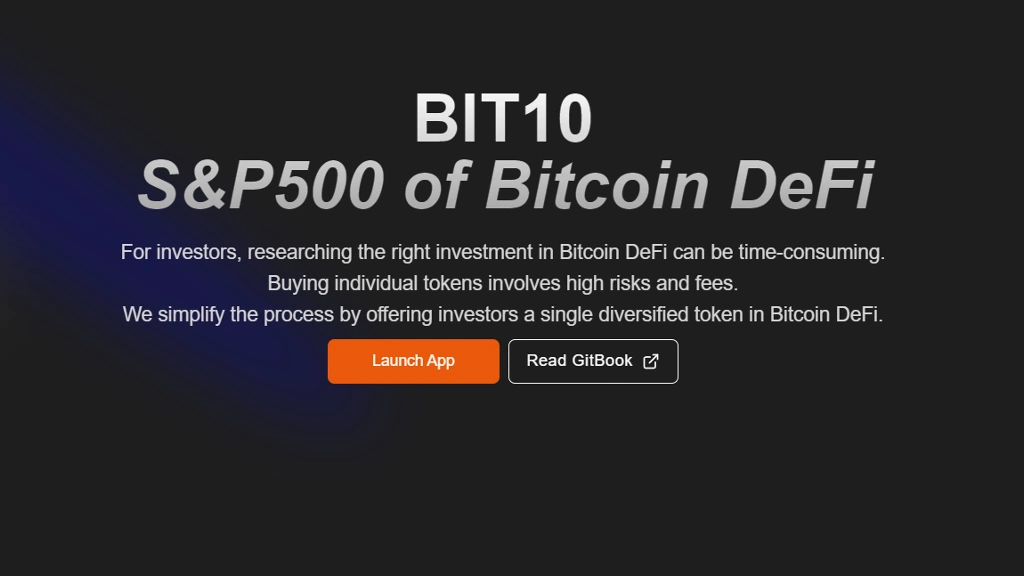 BIT10
S&P500 of Bitcoin DeFi
For investors, researching the right investment in Bitcoin DeFi can be time-consuming.
Buying individual tokens involves high risks and fees.
We simplify the process by offering investors a single diversified token in Bitcoin DeFi.
Launch App
Read GitBook